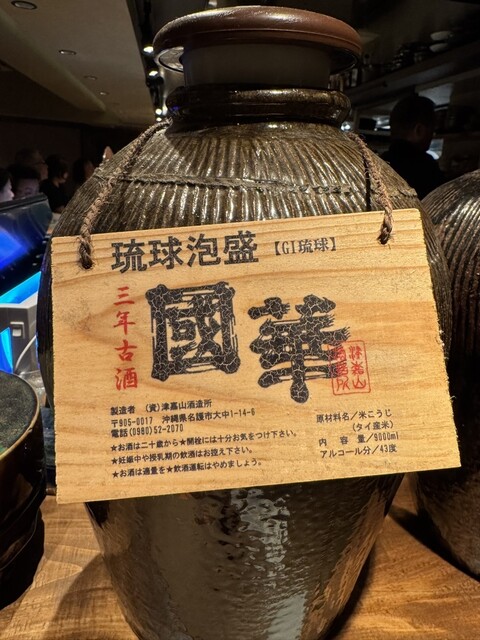 琉球泡盛【GI琉球】
三年古酒
國華
津嘉山
酒造所
製造者 (資)津嘉山酒造所
〒905-0017 沖縄県名護市大中1-14-6
電話(0980)52-2070
★お酒は二十歳から★開栓には十分お気をつけ下さい。
★妊娠中や授乳期の飲酒はお控え下さい。
★お酒は適量を★飲酒運転はやめましょう。
原材料名/米こうじ
(タイ産米)
内 容 量/9000ml
アルコール分/43度